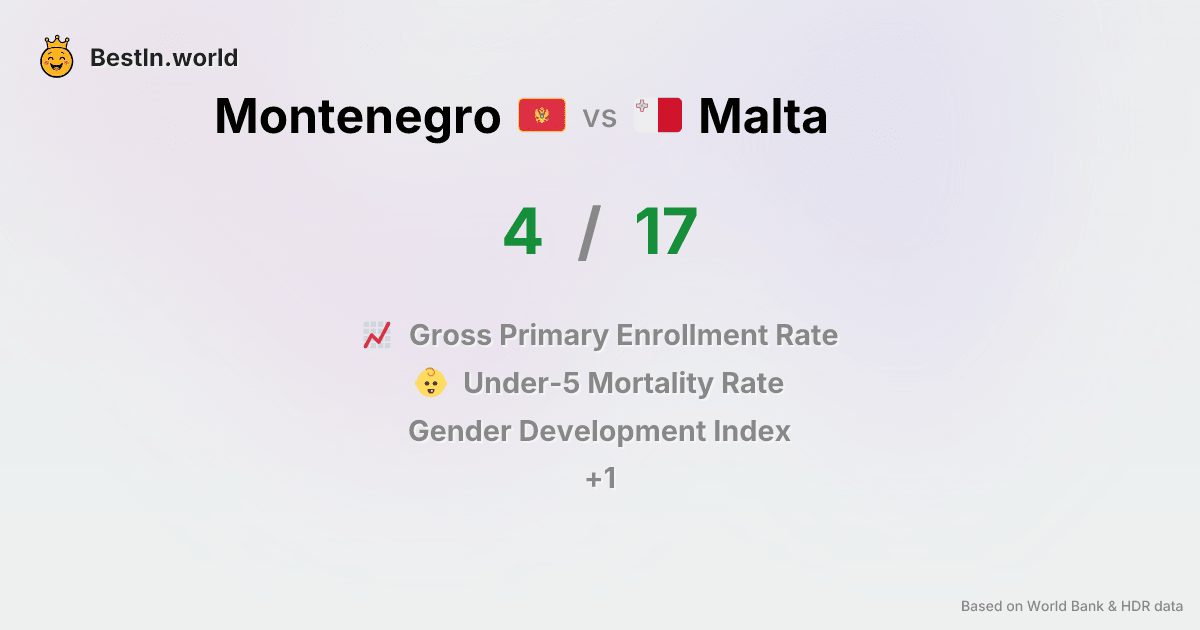 BestIn.world
Montenegro vs Malta
4 / 17
Gross Primary Enrollment Rate
Under-5 Mortality Rate
Gender Development Index
+1
Based on World Bank & HDR data